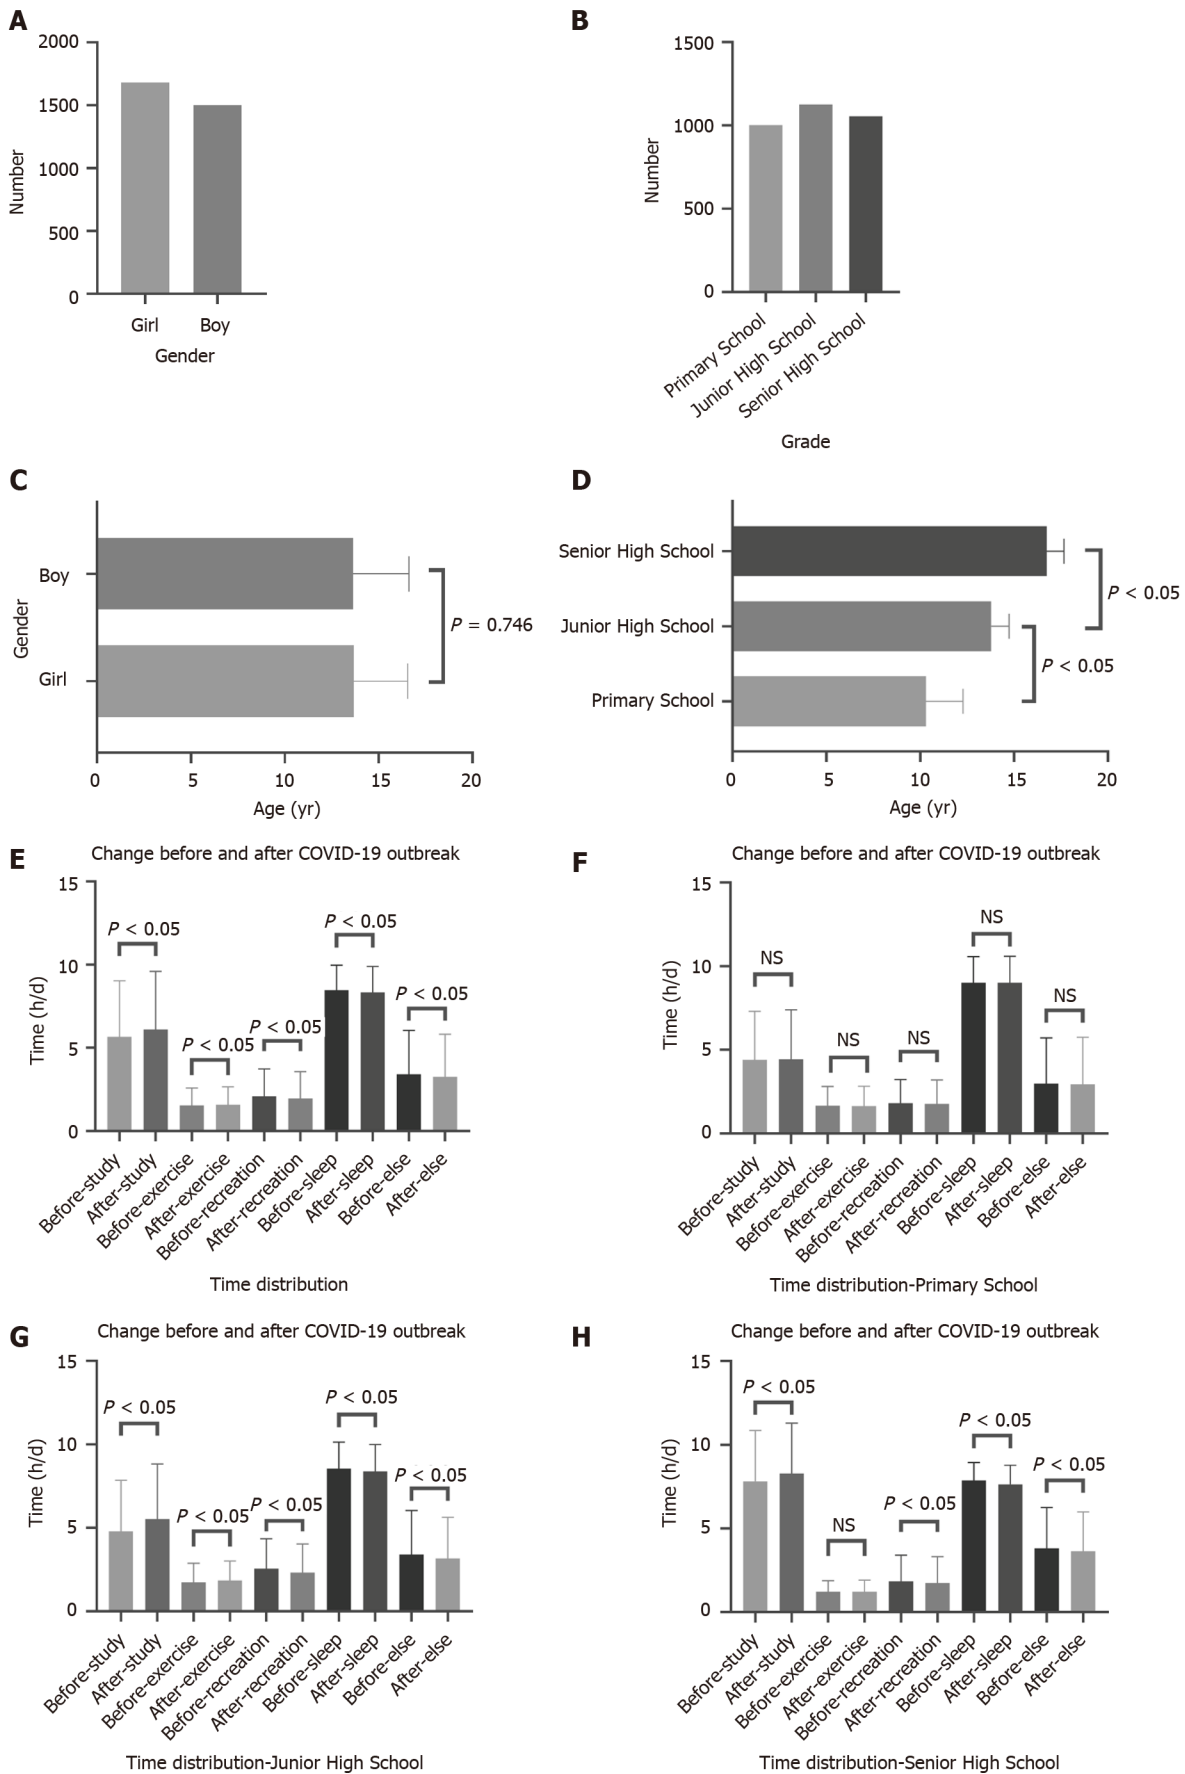 A
2000
1500
1000
500
0
Number
Girl
Boy
Gender
B
1500
1000
500
0
Number
Primary School
Junior High School
Senior High School
Grade
C
Gender
Boy
Girl
P = 0.746
0 5 10 15 20
Age (yr)
D
Senior High School
Junior High School
Primary School
P < 0.05
P < 0.05
0 5 10 15 20
Age (yr)
E
Change before and after COVID-19 outbreak
15
10
5
0
Time (h/d)
P < 0.05
P < 0.05
P < 0.05
P < 0.05
P < 0.05
Before-study
After-study
Before-exercise
After-exercise
Before-recreation
After-recreation
Before-sleep
After-sleep
Before-else
After-else
Time distribution
F
Change before and after COVID-19 outbreak
15
10
5
0
Time (h/d)
NS
NS
NS
NS
NS
Before-study
After-study
Before-exercise
After-exercise
Before-recreation
After-recreation
Before-sleep
After-sleep
Before-else
After-else
Time distribution-Primary School
G
Change before and after COVID-19 outbreak
15
10
5
0
Time (h/d)
P < 0.05
P < 0.05
P < 0.05
P < 0.05
P < 0.05
Before-study
After-study
Before-exercise
After-exercise
Before-recreation
After-recreation
Before-sleep
After-sleep
Before-else
After-else
Time distribution-Junior High School
H
Change before and after COVID-19 outbreak
15
10
5
0
Time (h/d)
P < 0.05
NS
P < 0.05
P < 0.05
P < 0.05
Before-study
After-study
Before-exercise
After-exercise
Before-recreation
After-recreation
Before-sleep
After-sleep
Before-else
After-else
Time distribution-Senior High School